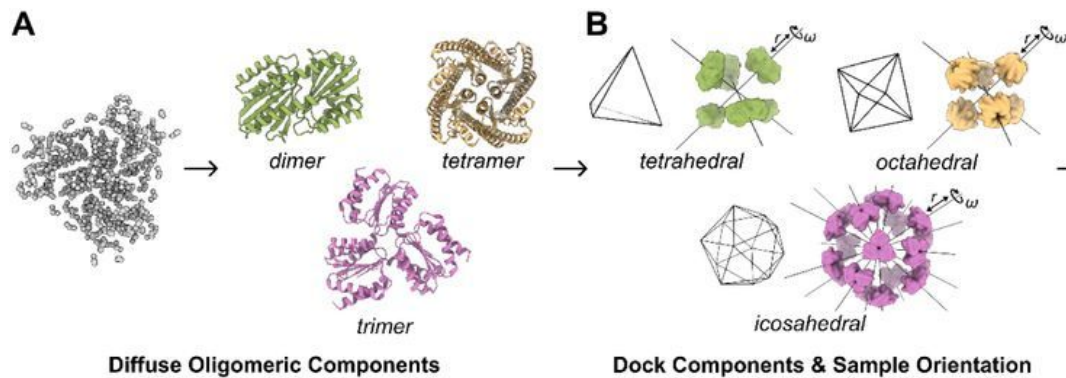 A
dimer
tetramer
trimer
Diffuse Oligomeric Components
B
r ω
tetrahedral
r ω
octahedral
r ω
icosahedral
Dock Components & Sample Orientation